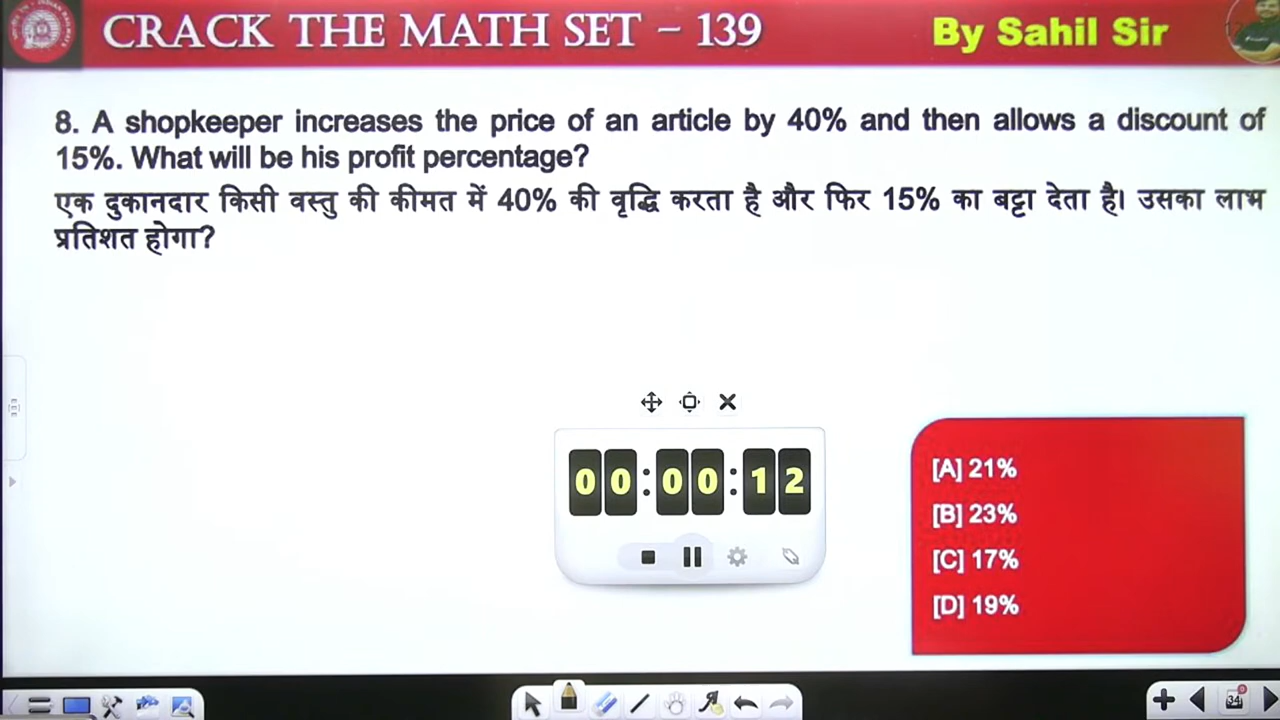 CRACK THE MATH SET – 139
By Sahil Sir
8. A shopkeeper increases the price of an article by 40% and then allows a discount of
15%. What will be his profit percentage?
एक दुकानदार किसी वस्तु की कीमत में 40% की वृद्धि करता है और फिर 15% का बट्टा देता है। उसका लाभ
प्रतिशत होगा?
00:00:12
[A] 21%
[B] 23%
[C] 17%
[D] 19%
34